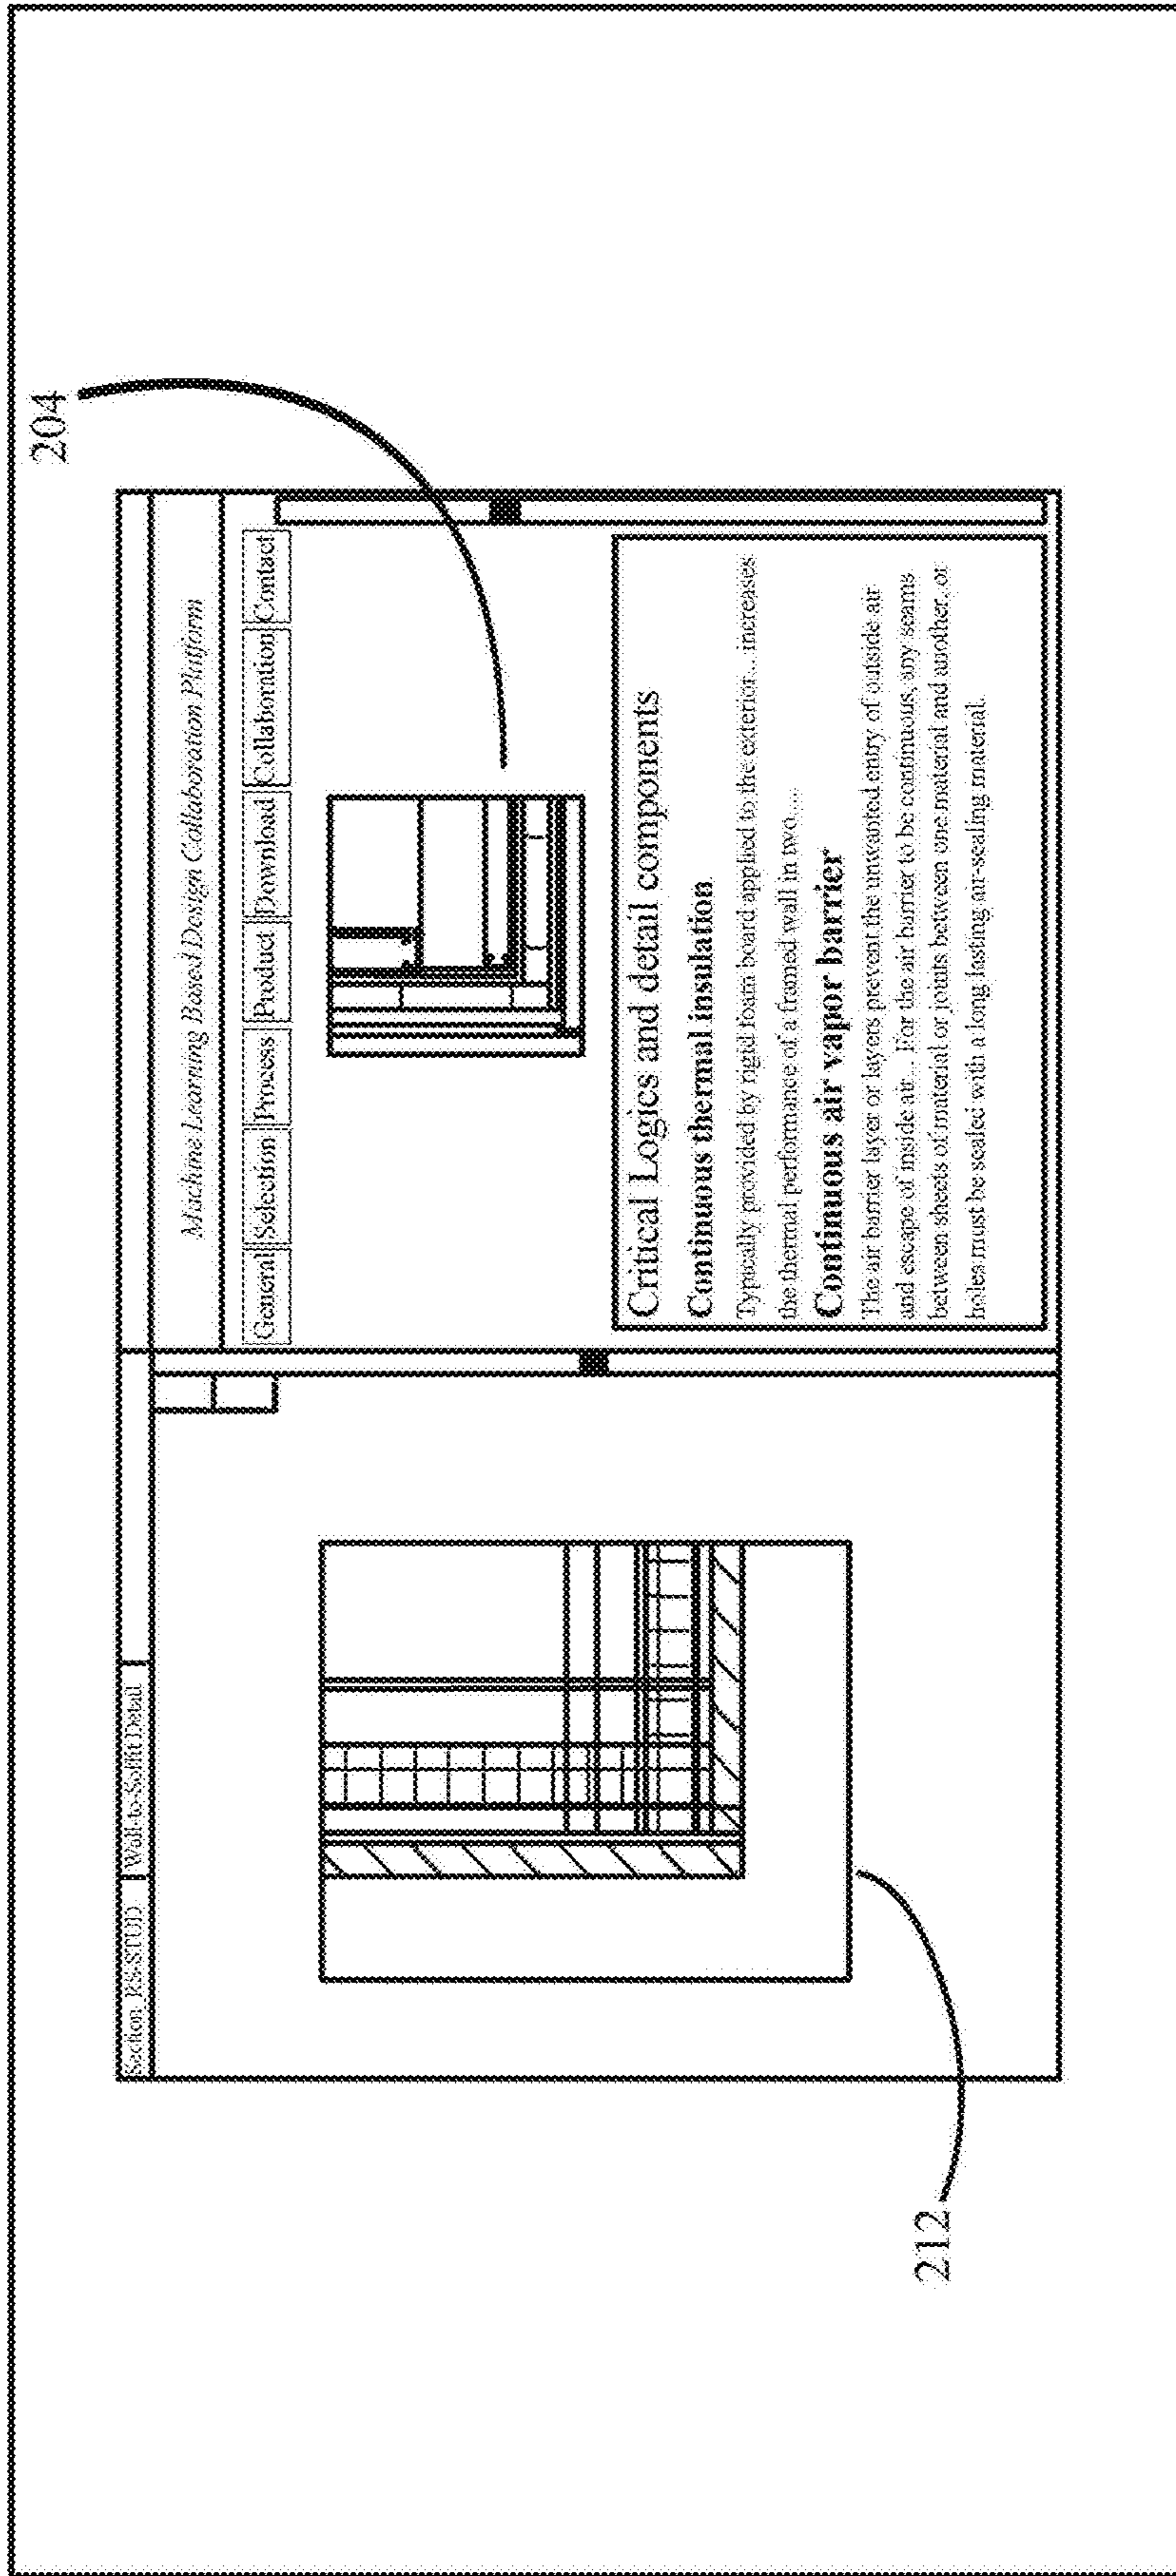 204
Section_RS-STUD
Wall-to-Soffit Detail
Machine Learning Based Design Collaboration Platform
General Selection Process Product Download Collaboration Contact
Critical Logics and detail components
Continuous thermal insulation
Typically provided by rigid foam board applied to the exterior... increases
the thermal performance of a framed wall in two....
Continuous air vapor barrier
The air barrier layer or layers prevent the unwanted entry of outside air
and escape of inside air... For the air barrier to be continuous, any seams
between sheets of material or joints between one material and another, or
holes must be sealed with a long lasting air-sealing material.
212